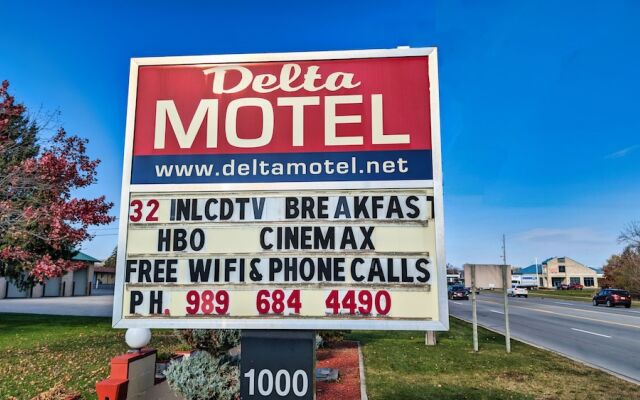 Delta
MOTEL
www.deltamotel.net
32 INLCDTV BREAKFAST
HBO CINEMAX
FREE WIFI & PHONE CALLS
PH. 989 684 4490
1000